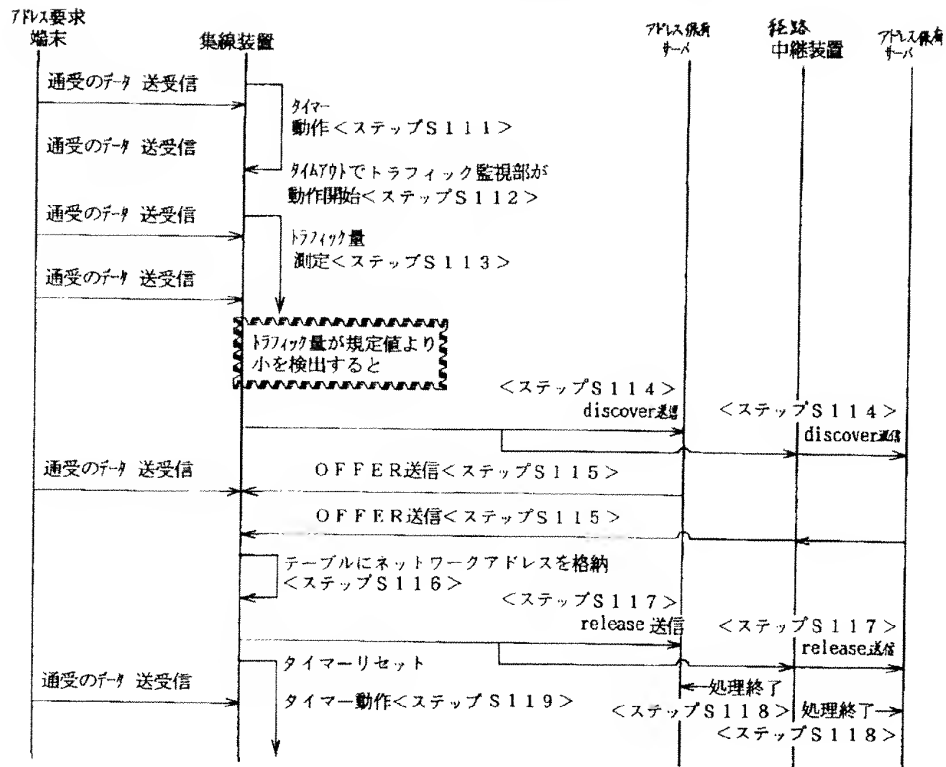 アドレス要求
端末
集線装置
アドレス保有
サーバ
経路
中継装置
アドレス保有
サーバ
通受のデータ 送受信
タイマー
動作<ステップS111>
通受のデータ 送受信
タイムアウトでトラフィック監視部が
動作開始<ステップS112>
通受のデータ 送受信
トラフィック量
測定<ステップS113>
通受のデータ 送受信
トラフィック量が規定値より
小を検出すると
<ステップS114>
discover送信
<ステップS114>
discover送信
通受のデータ 送受信
OFFER送信<ステップS115>
OFFER送信<ステップS115>
テーブルにネットワークアドレスを格納
<ステップS116>
<ステップS117>
release 送信
<ステップS117>
release送信
タイマーリセット
通受のデータ 送受信
タイマー動作<ステップS119>
処理終了
<ステップS118>
処理終了
<ステップS118>